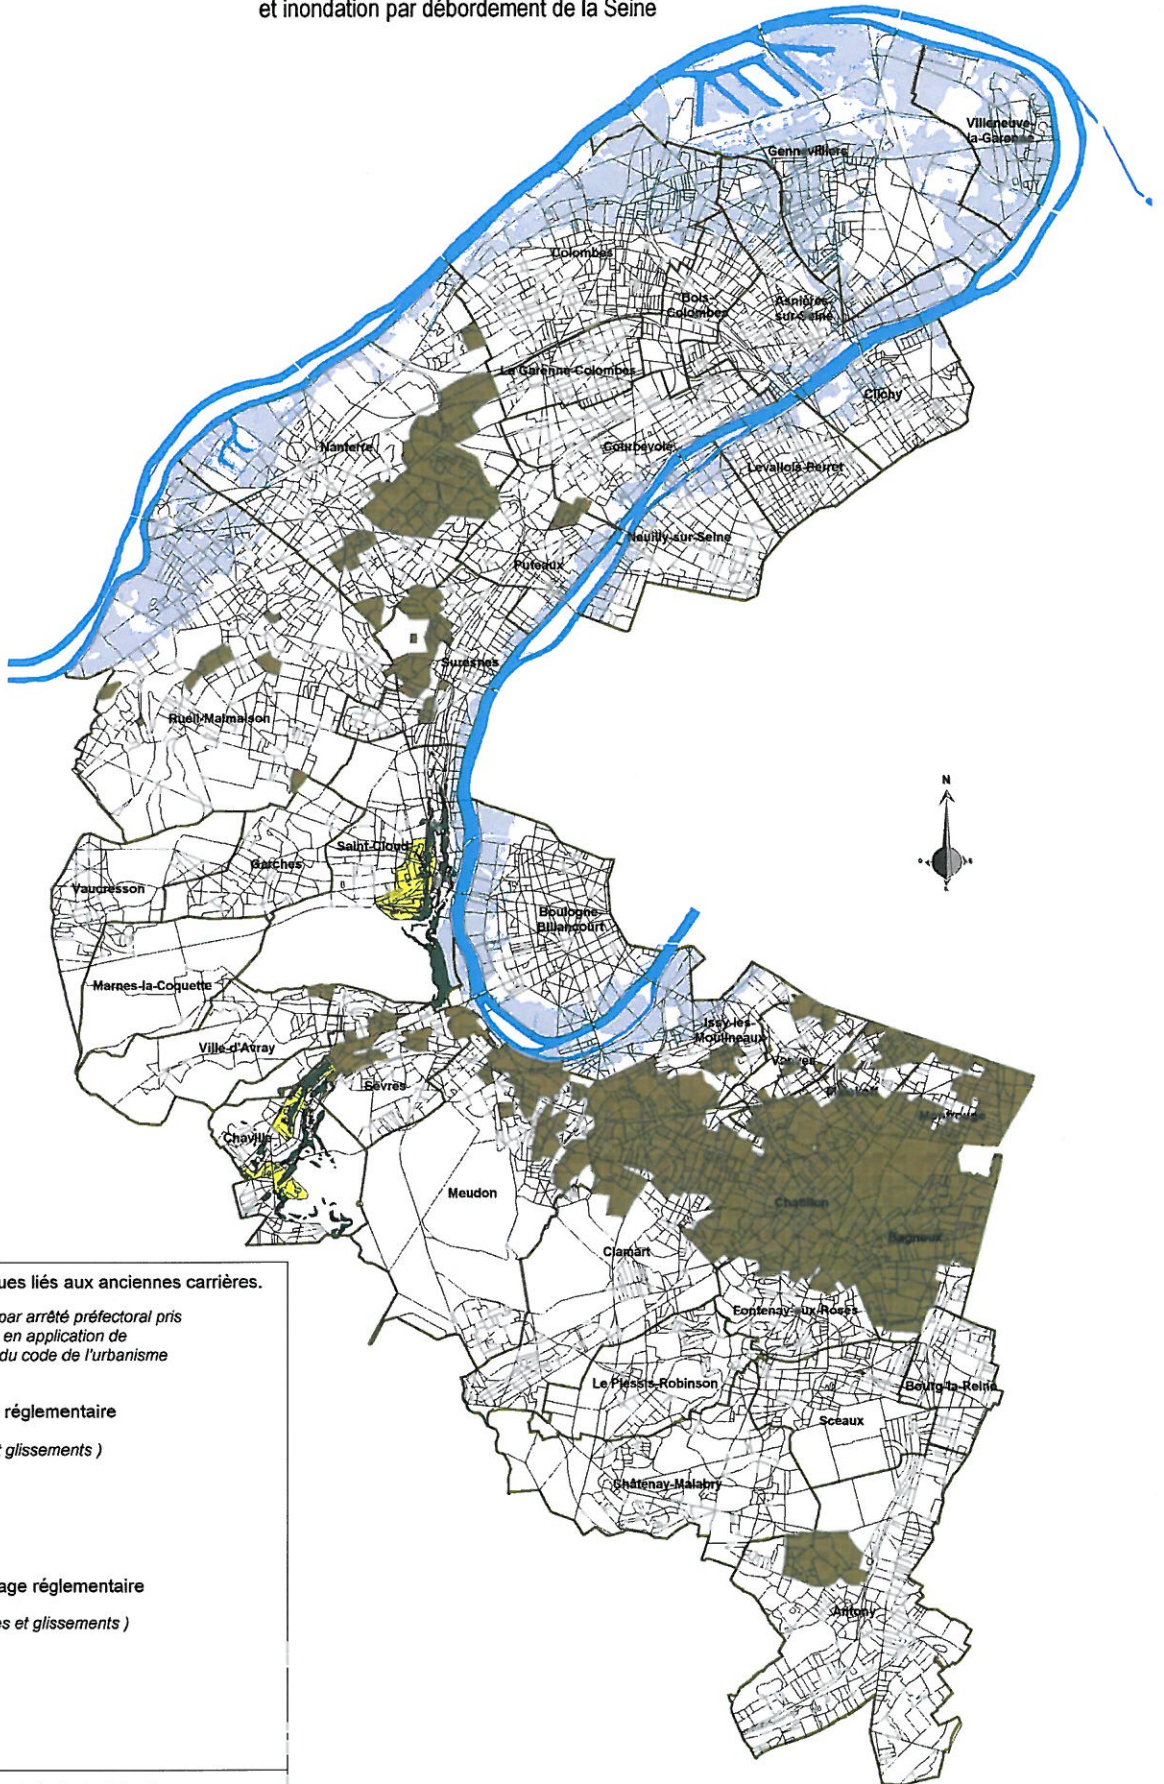 et inondation par débordement de la Seine
Villeneuve-
la-Garenne
Gennevilliers
Colombes
Bois-
Colombes
Asnières-
sur-Seine
La Garenne-Colombes
Clichy
Nanterre
Courbevoie
Levallois-Perret
Neuilly-sur-Seine
Puteaux
Suresnes
Rueil-Malmaison
N
Saint-Cloud
Garches
Vaucresson
Boulogne-
Billancourt
Marnes-la-Coquette
Issy-les-
Moulineaux
Ville-d'Avray
Vanves
Sèvres
Malakoff
Montrouge
Chaville
Meudon
Chatillon
Bagneux
Clamart
ues liés aux anciennes carrières.
par arrêté préfectoral pris
en application de
du code de l'urbanisme
Fontenay-aux-Roses
Le Plessis-Robinson
Bourg-la-Reine
réglementaire
Sceaux
t glissements )
Châtenay-Malabry
age réglementaire
Antony
es et glissements )